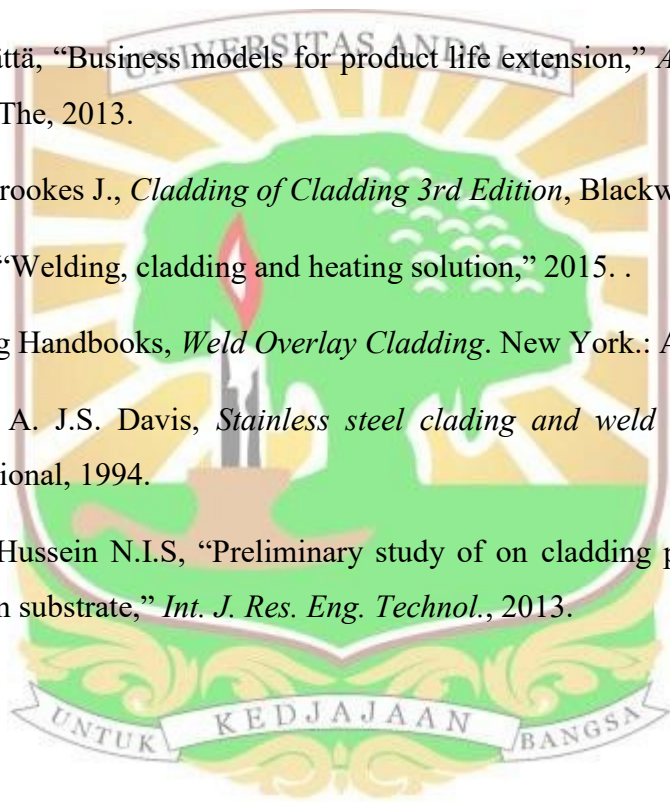 UNIVERSITAS ANDALAS
ättä, “Business models for product life extension,” A
The, 2013.
rookes J., Cladding of Cladding 3rd Edition, Blackw
“Welding, cladding and heating solution,” 2015. .
g Handbooks, Weld Overlay Cladding. New York.: A
A. J.S. Davis, Stainless steel clading and weld
ional, 1994.
Hussein N.I.S, “Preliminary study of on cladding p
n substrate,” Int. J. Res. Eng. Technol., 2013.
UNTUK KEDJAJAAN BANGSA